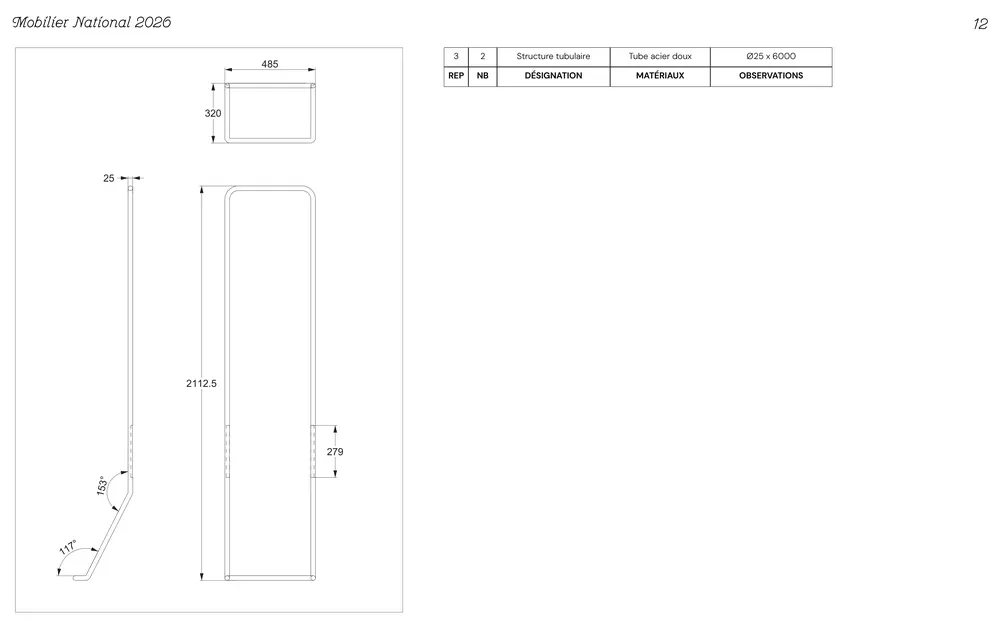 Mobilier National 2026
12
485
320
25
2112.5
279
153°
117°
3 2 Structure tubulaire Tube acier doux Ø25 x 6000
REP NB DÉSIGNATION MATÉRIAUX OBSERVATIONS